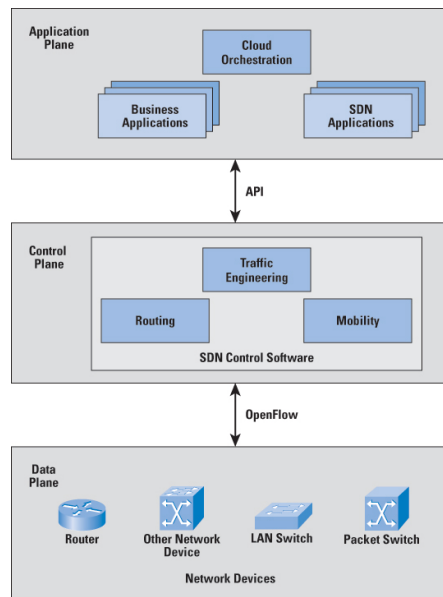 Application
Plane
Cloud
Orchestration
Business
Applications
SDN
Applications
API
Control
Plane
Traffic
Engineering
Routing
Mobility
SDN Control Software
OpenFlow
Data
Plane
Router
Other Network
Device
LAN Switch
Packet Switch
Network Devices